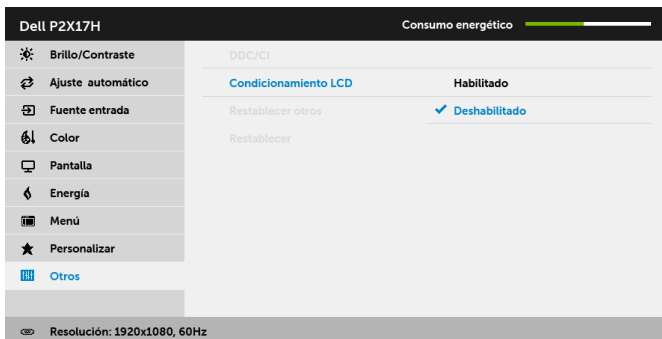 Dell P2X17H
Consumo energético
Brillo/Contraste
DDC/CI
Ajuste automático
Condicionamiento LCD
Habilitado
Fuente entrada
Restablecer otros
Deshabilitado
Color
Restablecer
Pantalla
Energía
Menú
Personalizar
Otros
Resolución: 1920x1080, 60Hz